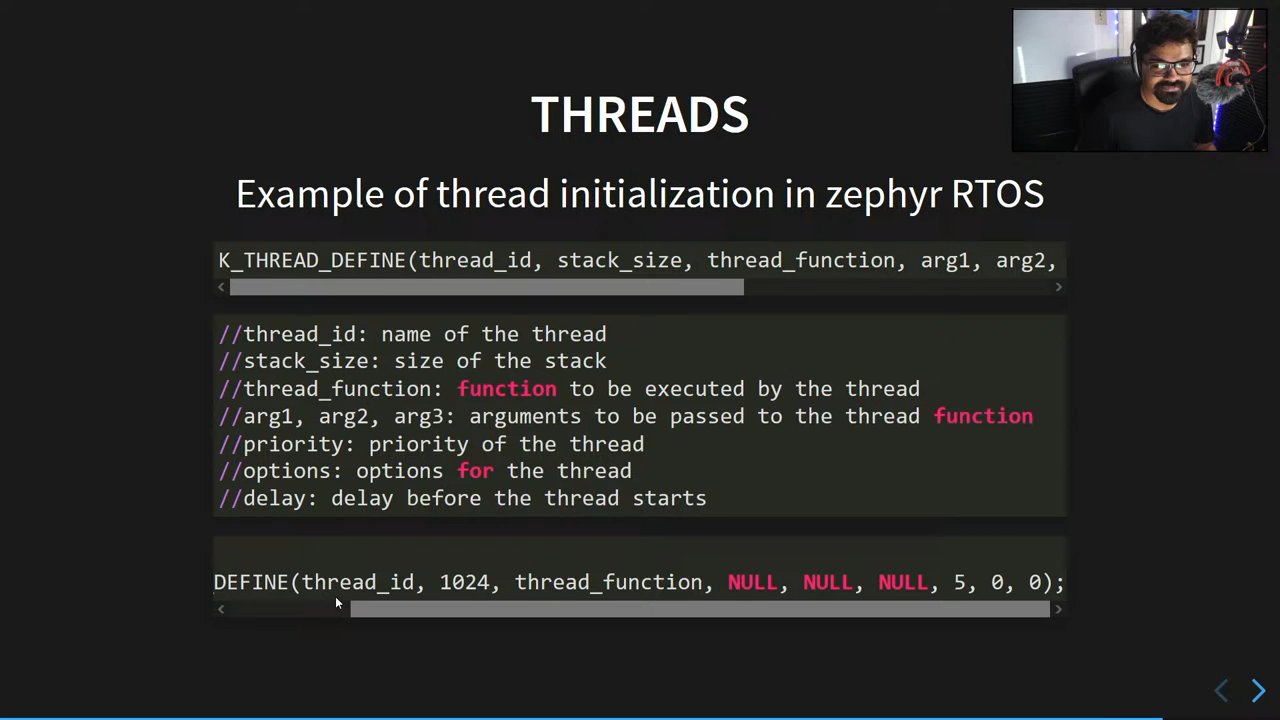 THREADS
Example of thread initialization in zephyr RTOS
K_THREAD_DEFINE(thread_id, stack_size, thread_function, arg1, arg2,
//thread_id: name of the thread
//stack_size: size of the stack
//thread_function: function to be executed by the thread
//arg1, arg2, arg3: arguments to be passed to the thread function
//priority: priority of the thread
//options: options for the thread
//delay: delay before the thread starts
DEFINE(thread_id, 1024, thread_function, NULL, NULL, NULL, 5, 0, 0);